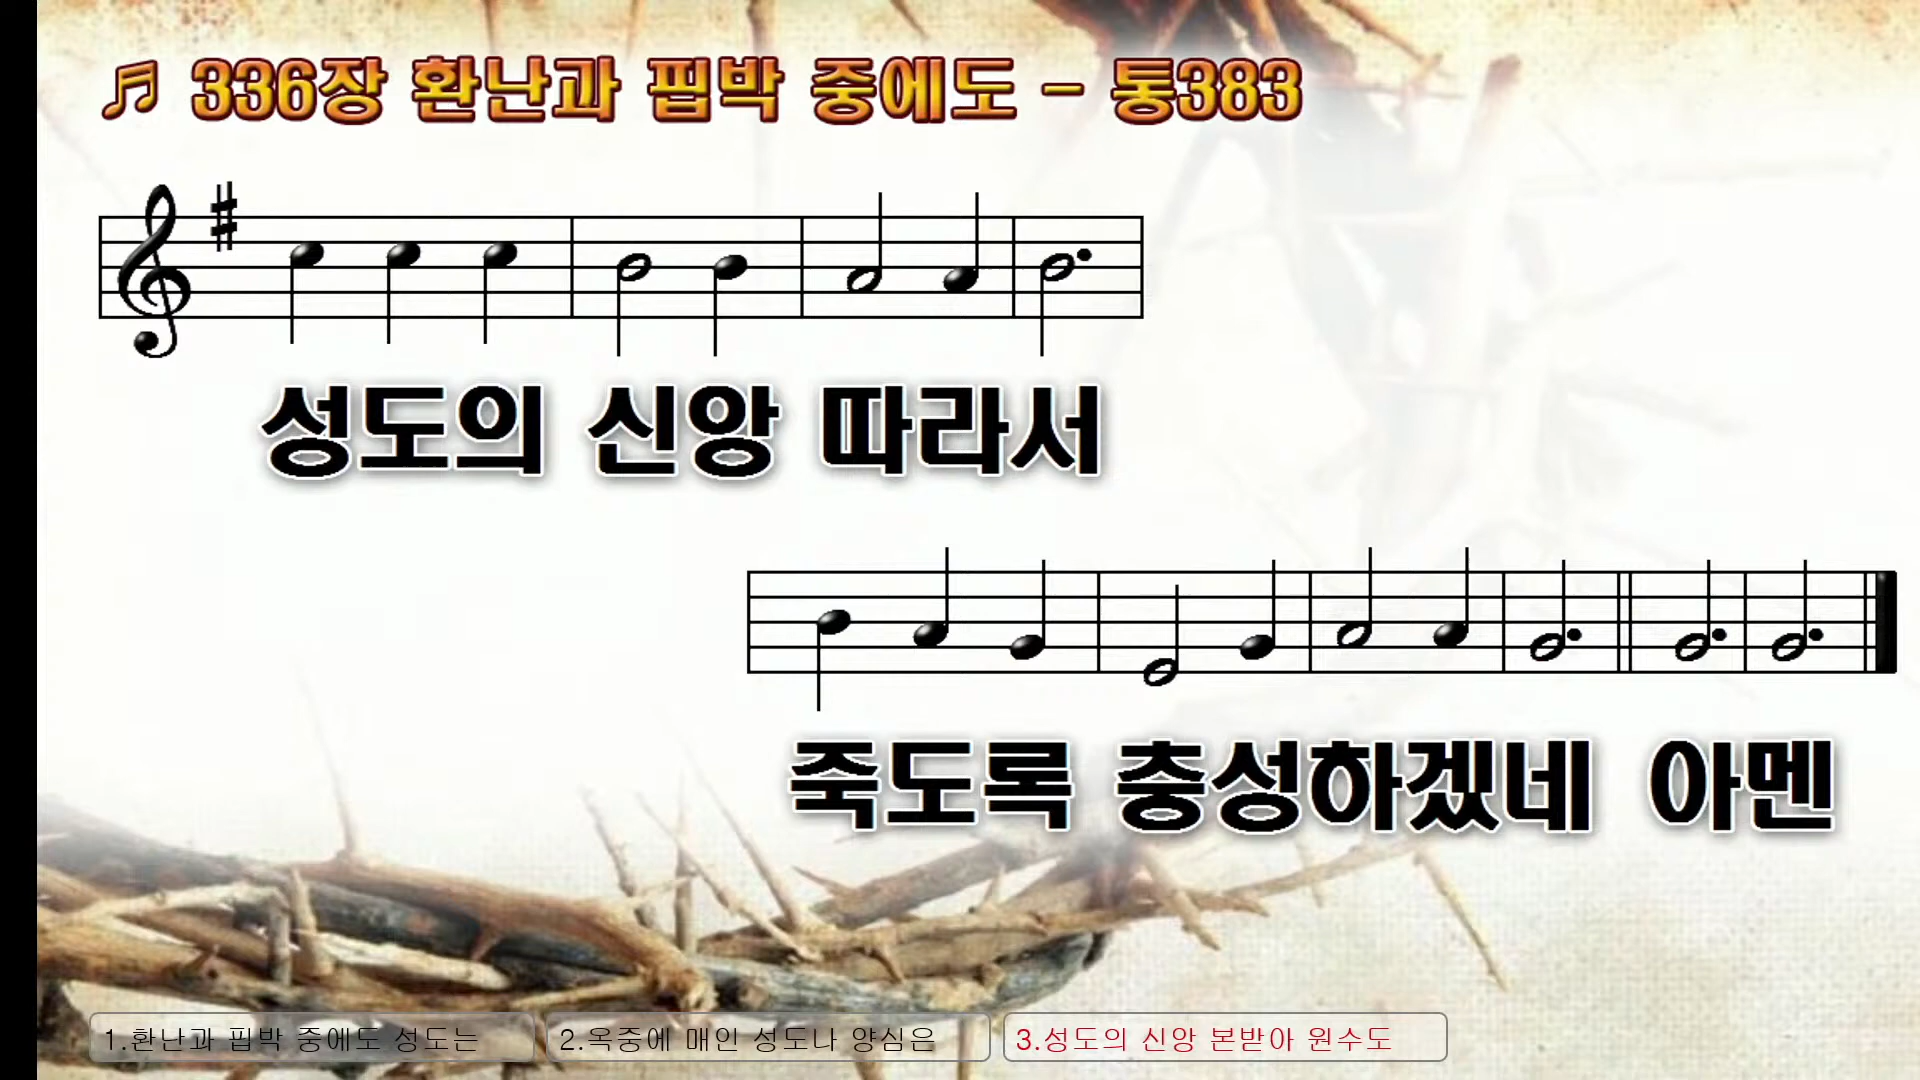 ♬ 336장 환난과 핍박 중에도 - 통383
성도의 신앙 따라서
죽도록 충성하겠네 아멘
1.환난과 핍박 중에도 성도는
2.옥중에 매인 성도나 양심은
3.성도의 신앙 본받아 원수도